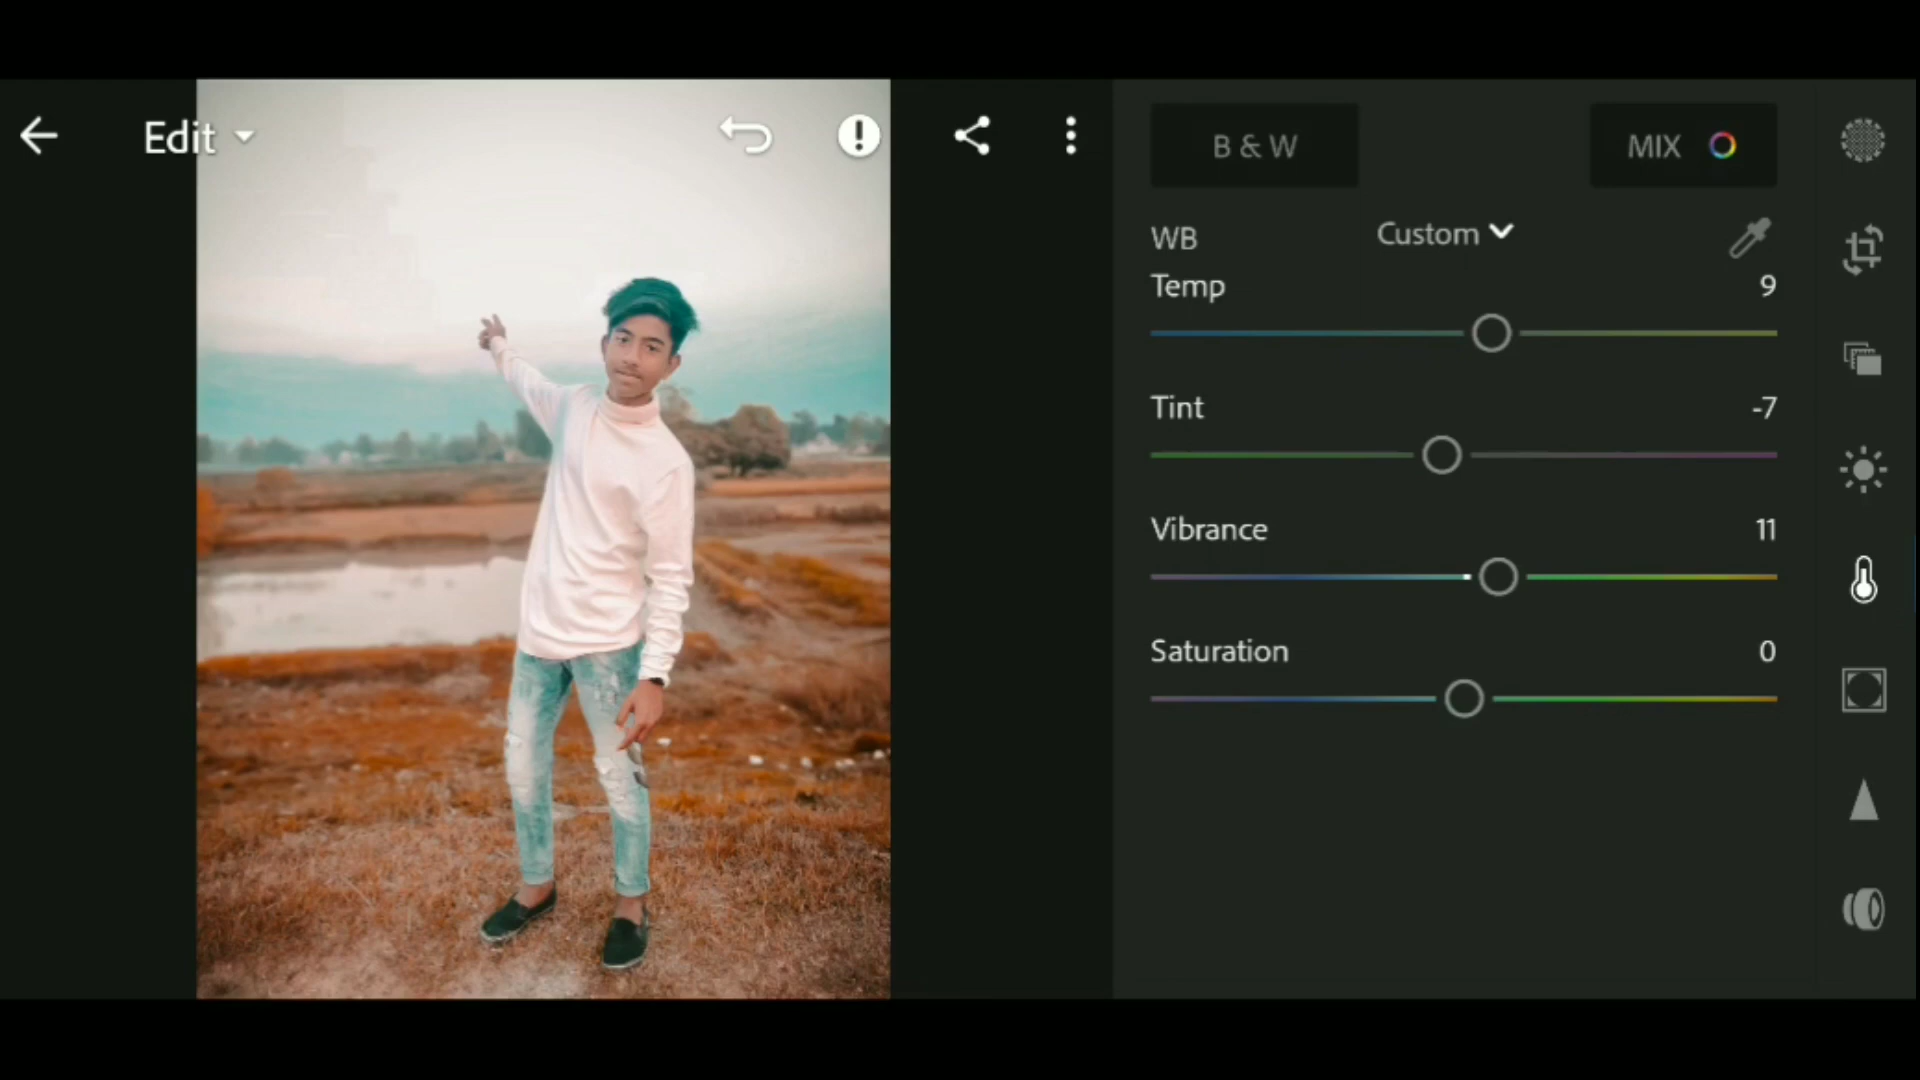 Edit
B & W
MIX
WB
Custom
Temp
9
Tint
-7
Vibrance
11
Saturation
0